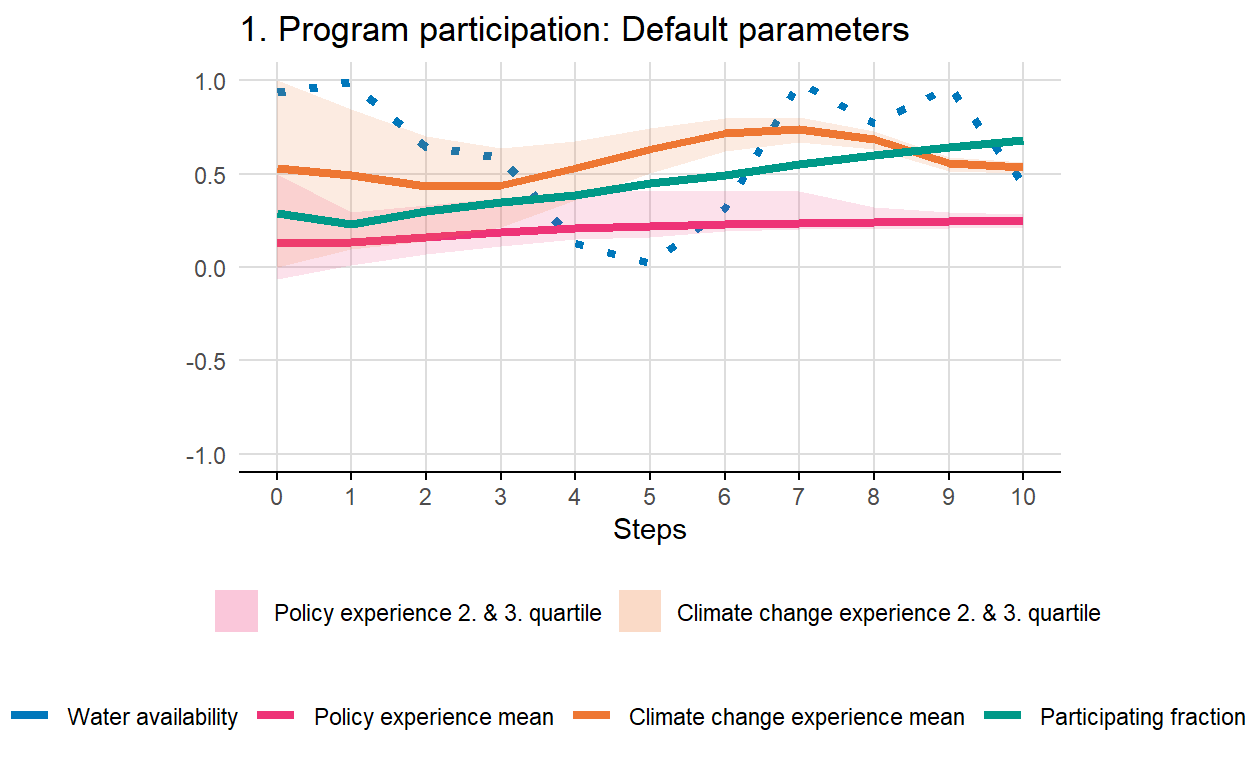 1. Program participation: Default parameters
1.0
0.5
0.0
-0.5
-1.0
0 1 2 3 4 5 6 7 8 9 10
Steps
Policy experience 2. & 3. quartile Climate change experience 2. & 3. quartile
Water availability Policy experience mean Climate change experience mean Participating fraction